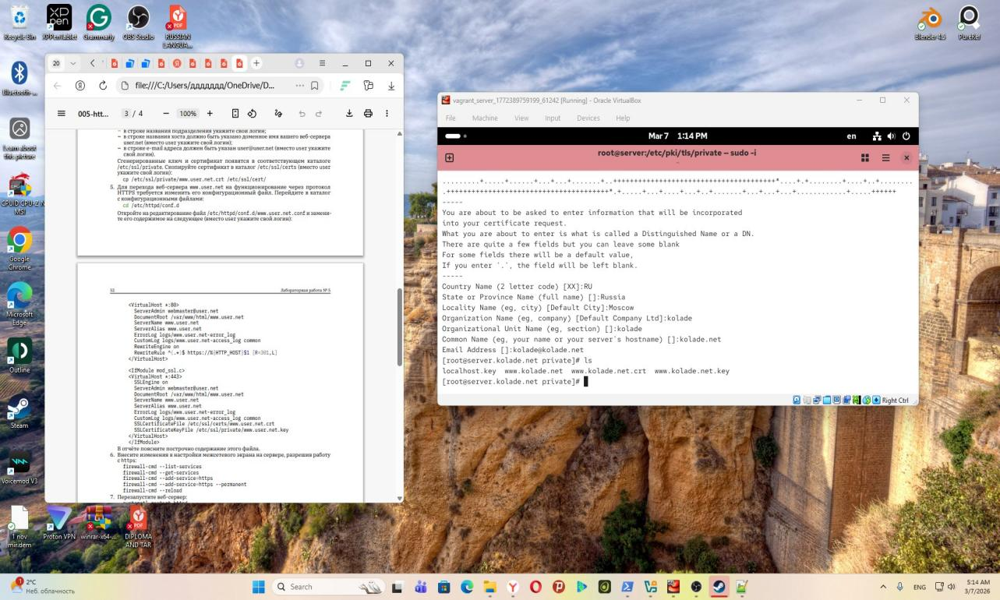 Recycle Bin
XPPenTablet
Grammarly
OBS Studio
RUSSIAN
LANGUA...
Blender 4.5
PureRef
Bluetooth -...
Learn about
this picture
CPUID CPU-Z N
MSI
Google
Chrome
Microsoft
Edge
Outline
Steam
Voicemod V3
1 nov
mir.dem
Proton VPN
winrar-x64-...
DIPLOMA
AND TAR
20
file:///C:/Users/ддддддд/OneDrive/D...
005-htt...
3 / 4
100%
− в строке названия подразделения укажите свой логин;
− в строке названия хоста должно быть указано доменное имя вашего веб-сервера
user.net (вместо user укажите свой логин);
− в строке e-mail адреса должен быть указан user@user.net (вместо user укажите
свой логин).
Сгенерированные ключ и сертификат появятся в соответствующем каталоге
/etc/ssl/private. Скопируйте сертификат в каталог /etc/ssl/certs (вместо user
укажите свой логин):
cp /etc/ssl/private/www.user.net.crt /etc/ssl/cert/
5. Для перехода веб-сервера www.user.net на функционирование через протокол
HTTPS требуется изменить его конфигурационный файл. Перейдите в каталог
с конфигурационными файлами:
cd /etc/httpd/conf.d
Откройте на редактирование файл /etc/httpd/conf.d/www.user.net.conf и замени-
те его содержимое на следующее (вместо user укажите свой логин):
52
Лабораторная работа № 5
<VirtualHost *:80>
ServerAdmin webmaster@user.net
DocumentRoot /var/www/html/www.user.net
ServerName www.user.net
ServerAlias www.user.net
ErrorLog logs/www.user.net-error_log
CustomLog logs/www.user.net-access_log common
RewriteEngine on
RewriteRule ^(.*)$ https://%{HTTP_HOST}$1 [R=301,L]
</VirtualHost>
<IfModule mod_ssl.c>
<VirtualHost *:443>
SSLEngine on
ServerAdmin webmaster@user.net
DocumentRoot /var/www/html/www.user.net
ServerName www.user.net
ServerAlias www.user.net
ErrorLog logs/www.user.net-error_log
CustomLog logs/www.user.net-access_log common
SSLCertificateFile /etc/ssl/certs/www.user.net.crt
SSLCertificateKeyFile /etc/ssl/private/www.user.net.key
</VirtualHost>
</IfModule>
В отчёте поясните построчно содержание этого файла.
6. Внесите изменения в настройки межсетевого экрана на сервере, разрешив работу
с https:
firewall-cmd --list-services
firewall-cmd --get-services
firewall-cmd --add-service=https
firewall-cmd --add-service=https --permanent
firewall-cmd --reload
7. Перезапустите веб-сервер:
vagrant_server_1772389759199_61242 [Running] - Oracle VirtualBox
File Machine View Input Devices Help
Mar 7 1:14 PM
en
root@server:/etc/pki/tls/private — sudo -i
-----
You are about to be asked to enter information that will be incorporated
into your certificate request.
What you are about to enter is what is called a Distinguished Name or a DN.
There are quite a few fields but you can leave some blank
For some fields there will be a default value,
If you enter '.', the field will be left blank.
-----
Country Name (2 letter code) [XX]:RU
State or Province Name (full name) []:Russia
Locality Name (eg, city) [Default City]:Moscow
Organization Name (eg, company) [Default Company Ltd]:kolade
Organizational Unit Name (eg, section) []:kolade
Common Name (eg, your name or your server's hostname) []:kolade.net
Email Address []:kolade@kolade.net
[root@server.kolade.net private]# ls
localhost.key www.kolade.net www.kolade.net.crt www.kolade.net.key
[root@server.kolade.net private]#
Right Ctrl
2°C
Неб. облачность
Search
ENG
5:14 AM
3/7/2026